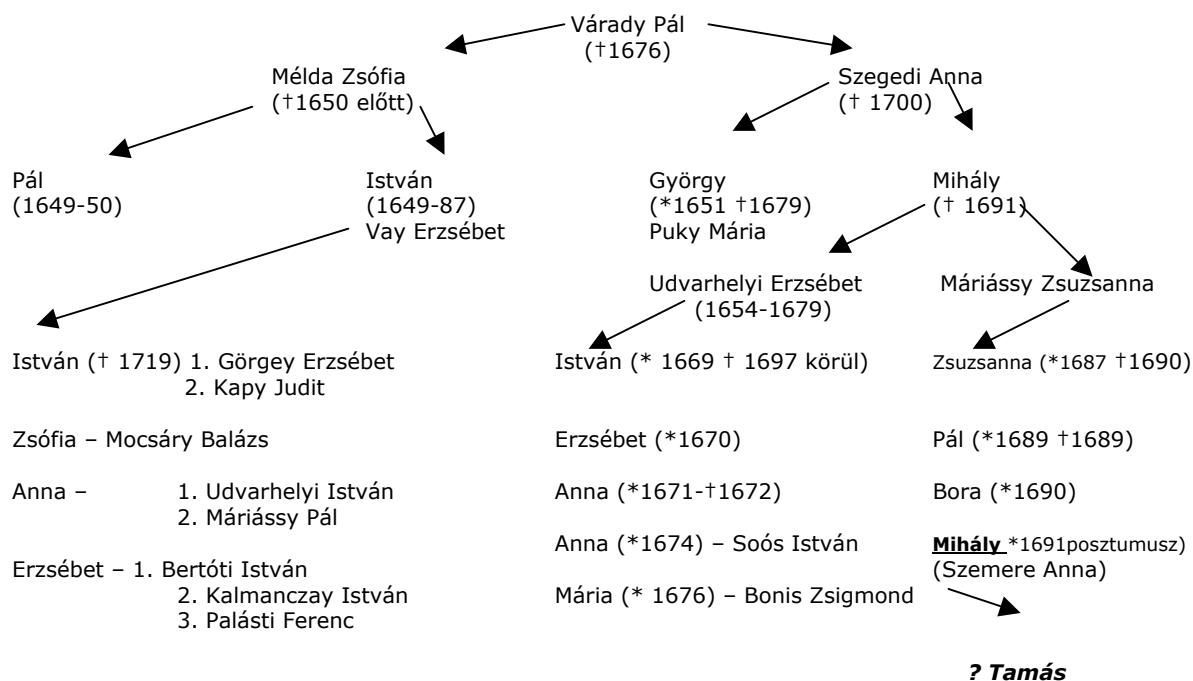 Várady Pál
(†1676)
Mélda Zsófia
(†1650 előtt)
Szegedi Anna
(† 1700)
Pál
(1649-50)
István
(1649-87)
Vay Erzsébet
György
(*1651 †1679)
Puky Mária
Mihály
(† 1691)
Udvarhelyi Erzsébet
(1654-1679)
Máriássy Zsuzsanna
István († 1719) 1. Görgey Erzsébet
2. Kapy Judit
István (* 1669 † 1697 körül)
Zsuzsanna (*1687 †1690)
Zsófia – Mocsáry Balázs
Erzsébet (*1670)
Pál (*1689 †1689)
Anna – 1. Udvarhelyi István
2. Máriássy Pál
Anna (*1671-†1672)
Bora (*1690)
Anna (*1674) – Soós István
Mihály *1691posztumusz)
(Szemere Anna)
Erzsébet – 1. Bertóti István
2. Kalmanczay István
3. Palásti Ferenc
Mária (* 1676) – Bonis Zsigmond
? Tamás